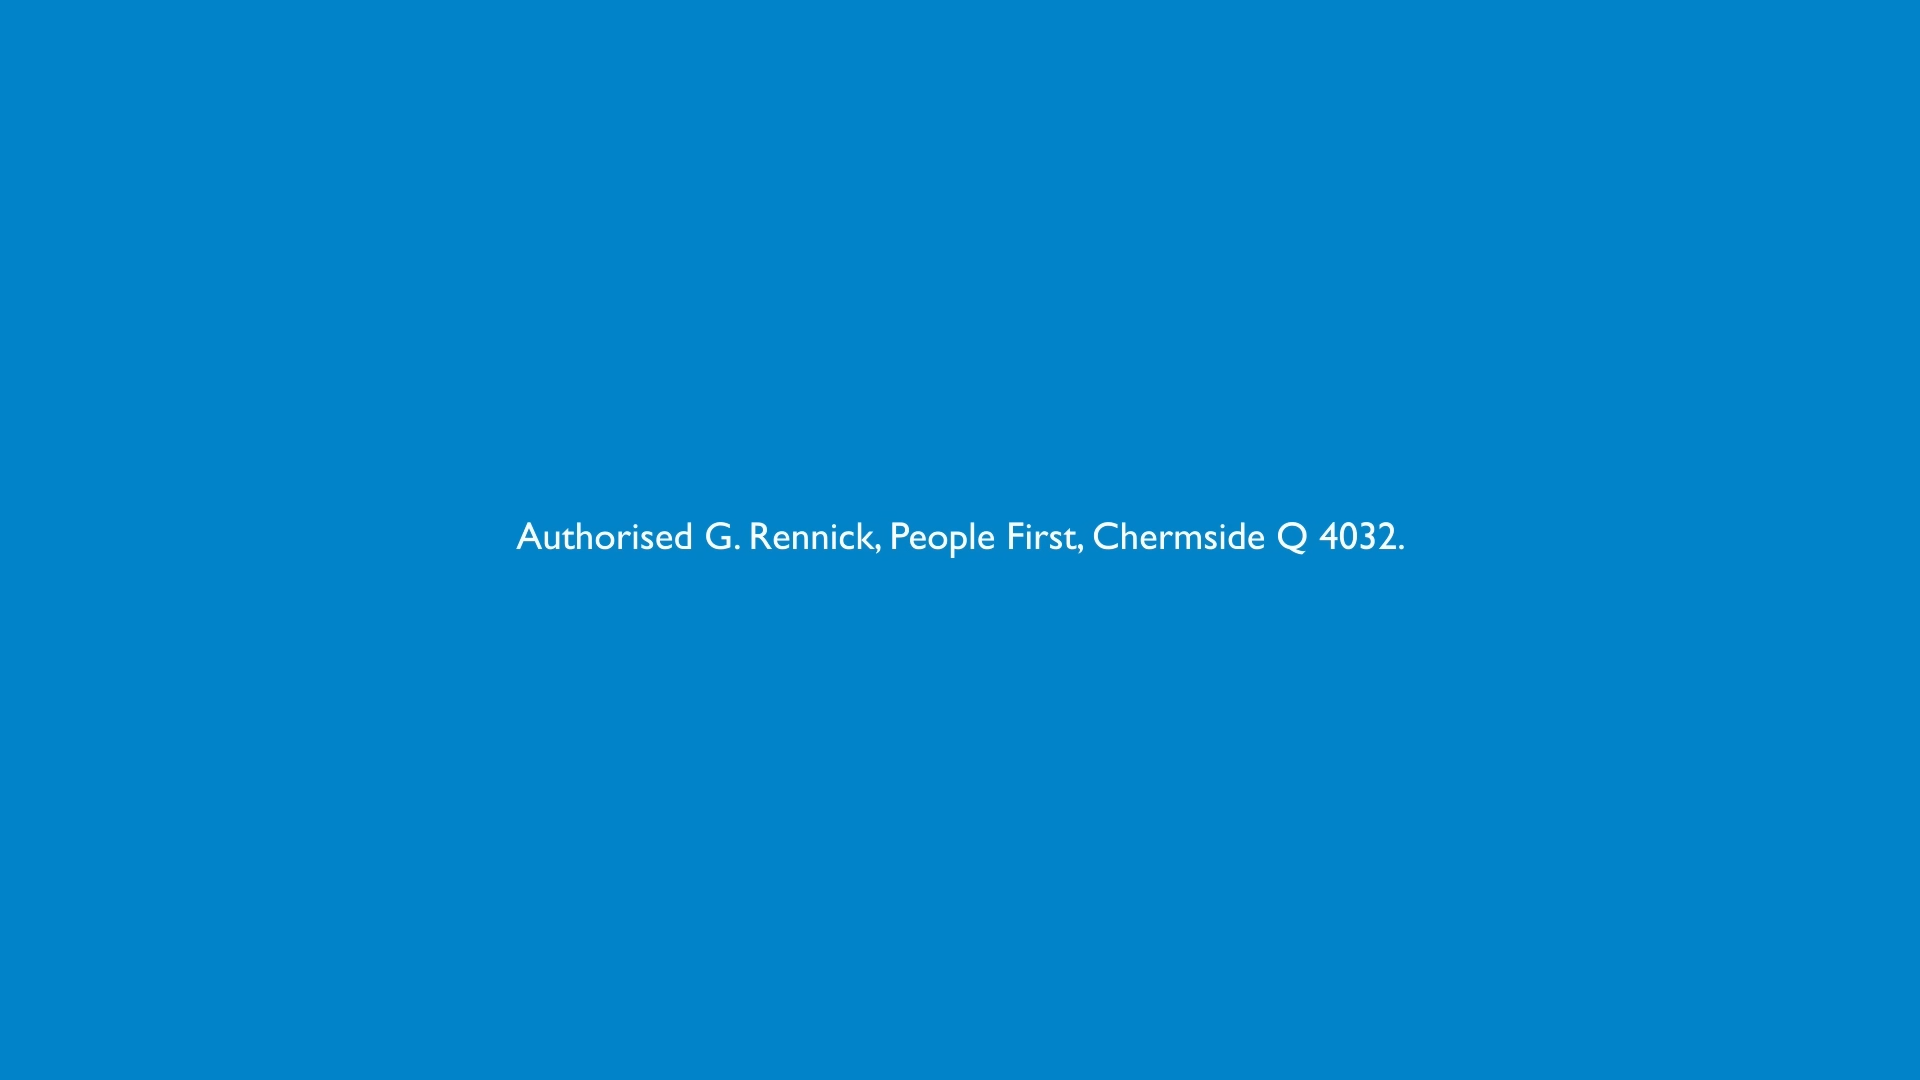 Authorised G. Rennick, People First, Chermside Q 4032.